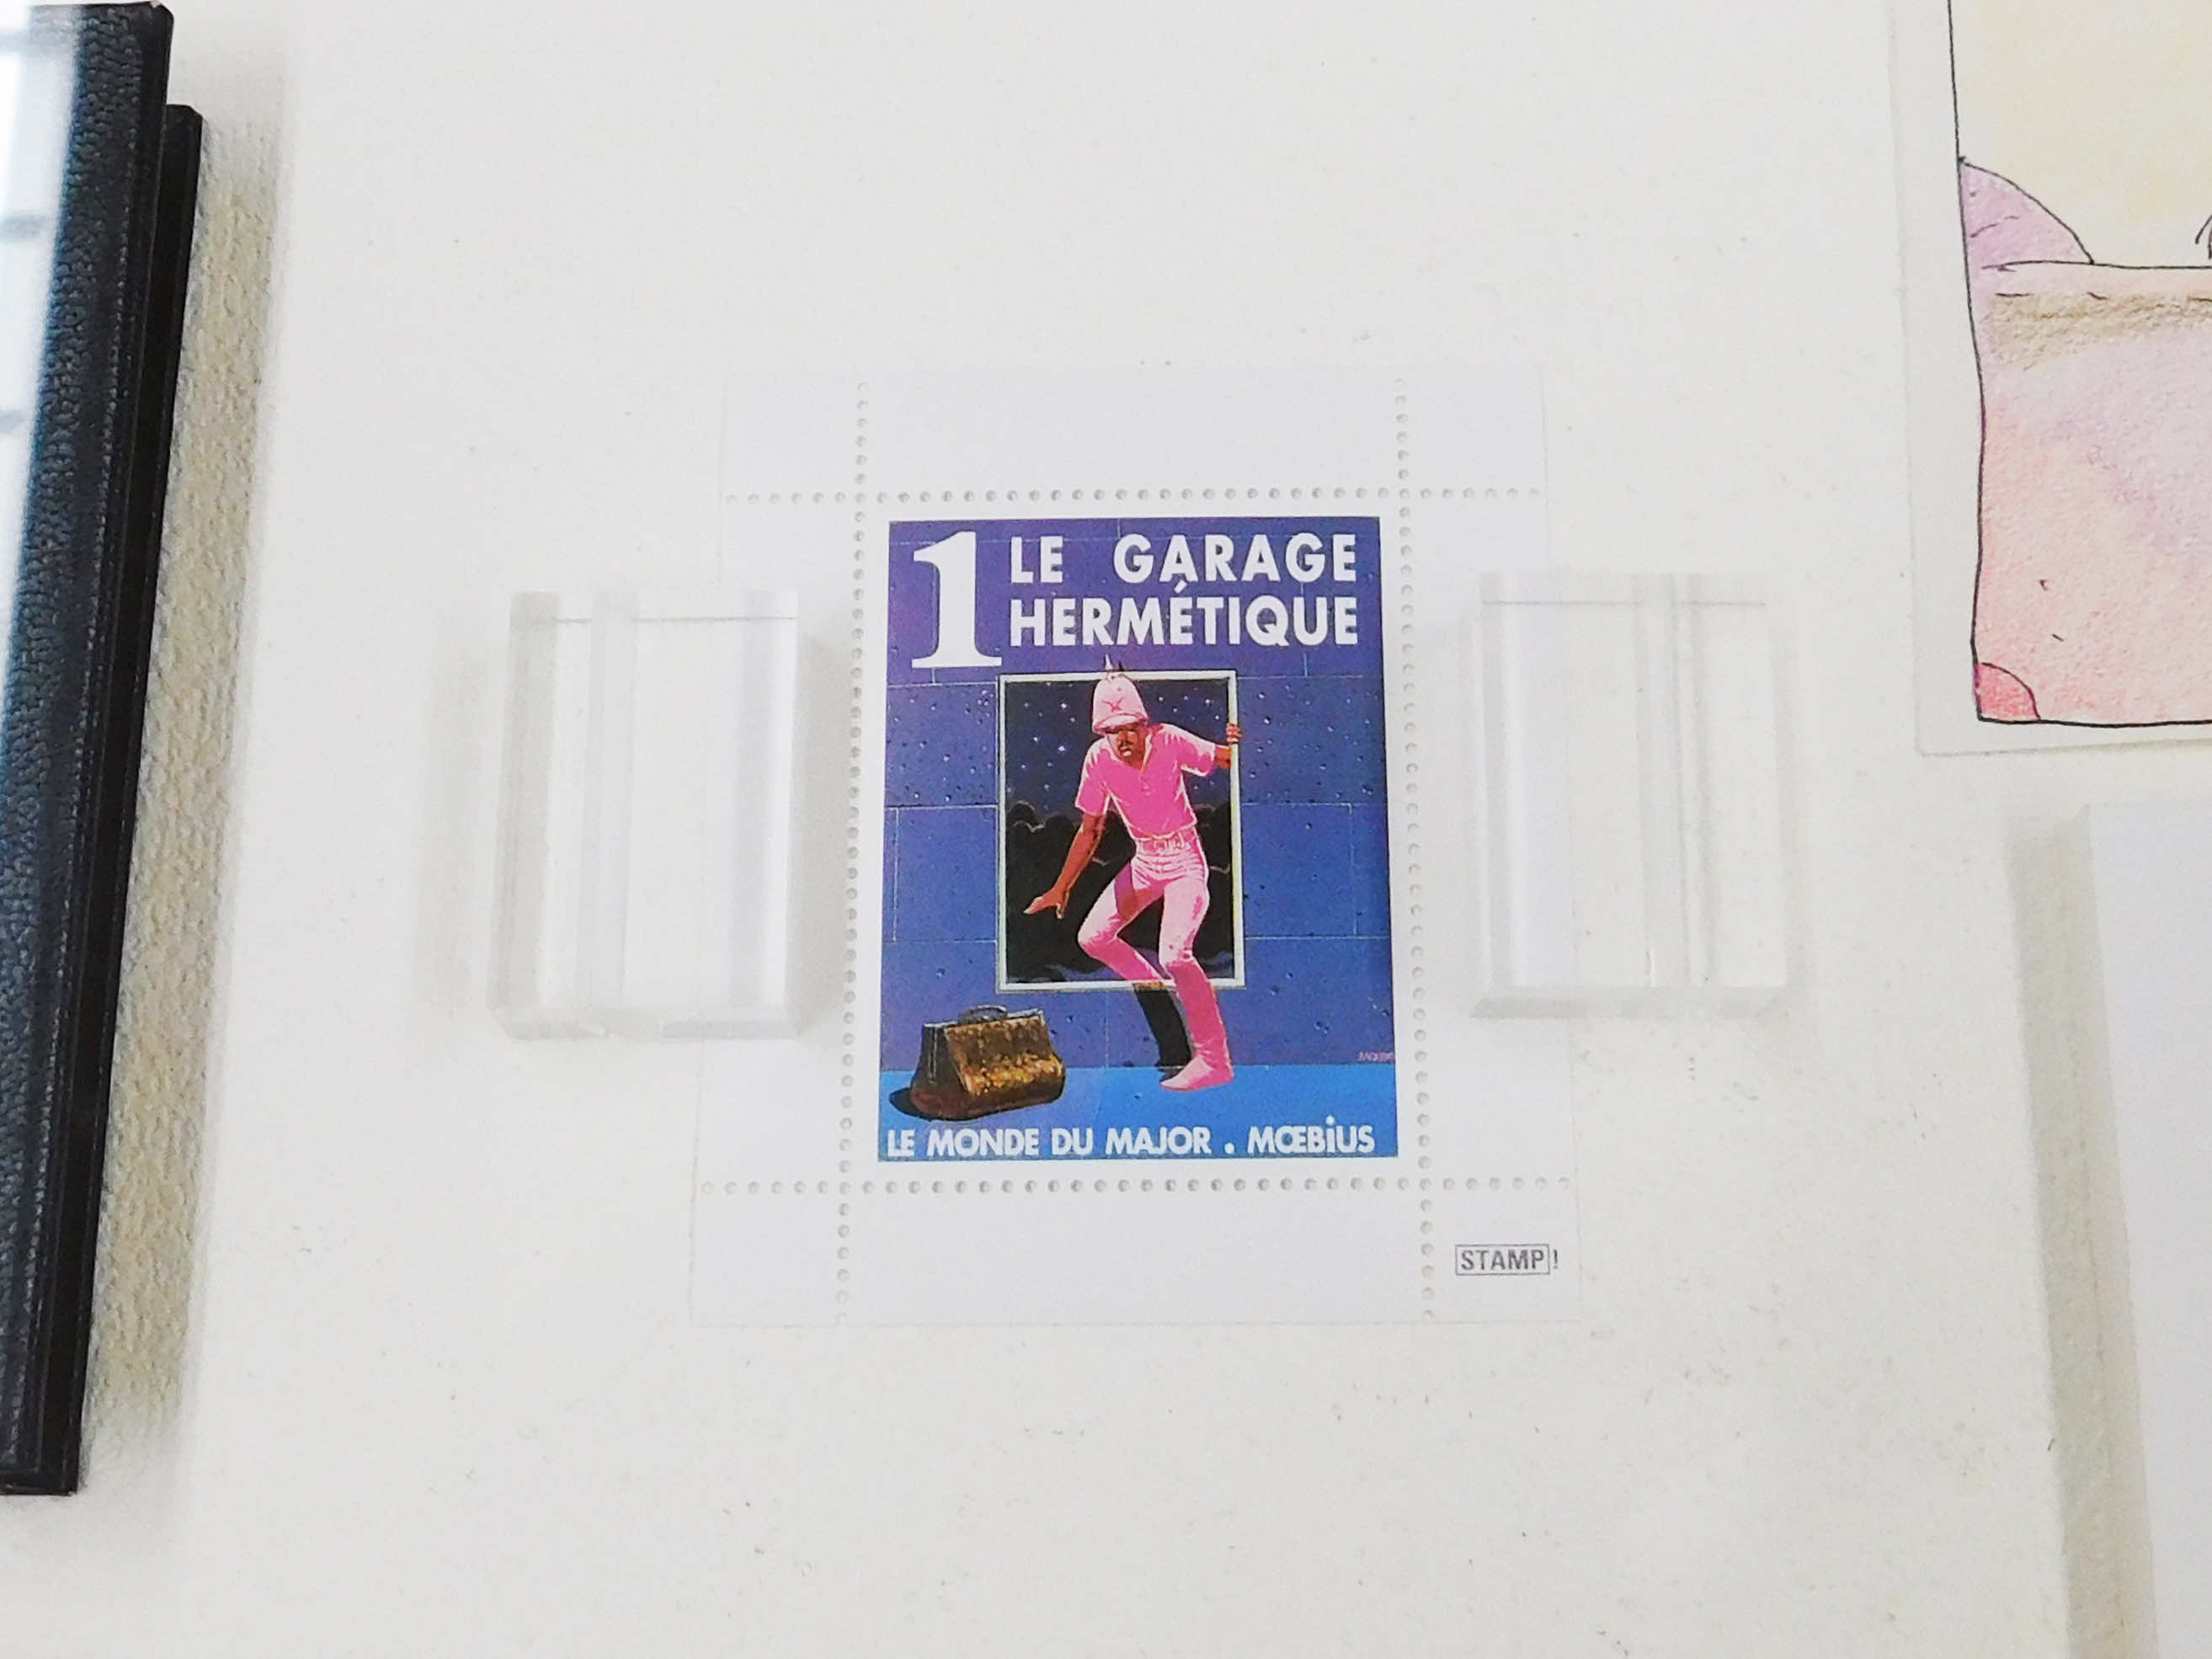 1 LE GARAGE
HERMÉTIQUE
LE MONDE DU MAJOR . MŒBiUS
STAMP!